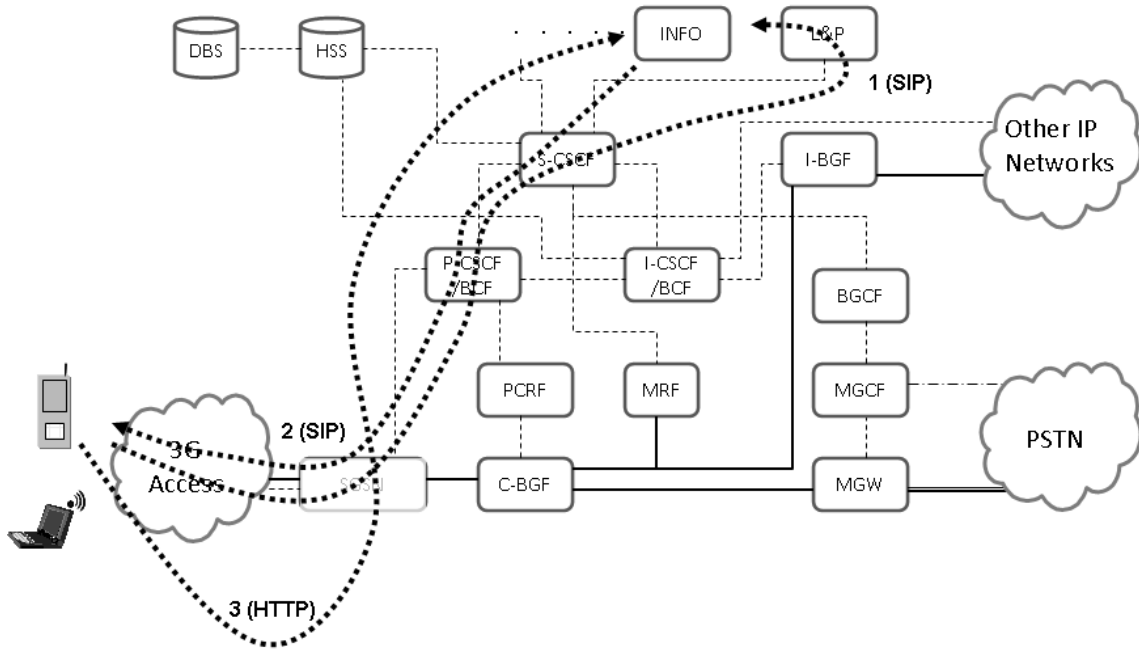 DBS
HSS
INFO
L&P
1 (SIP)
Other IP
Networks
S-CSCF
I-BGF
P-CSCF
/BCF
I-CSCF
/BCF
BGCF
PCRF
MRF
MGCF
2 (SIP)
3G
Access
SGSN
C-BGF
MGW
PSTN
3 (HTTP)